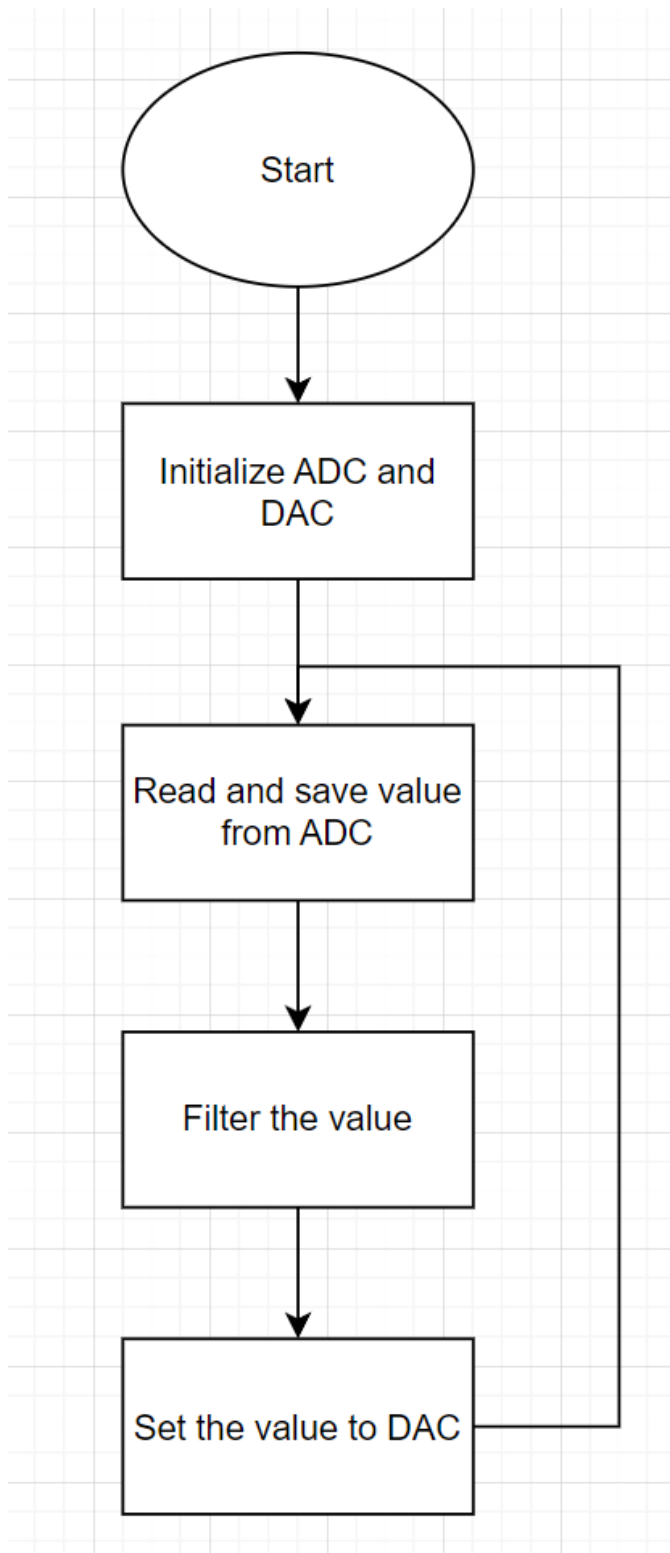 Start
Initialize ADC and
DAC
Read and save value
from ADC
Filter the value
Set the value to DAC